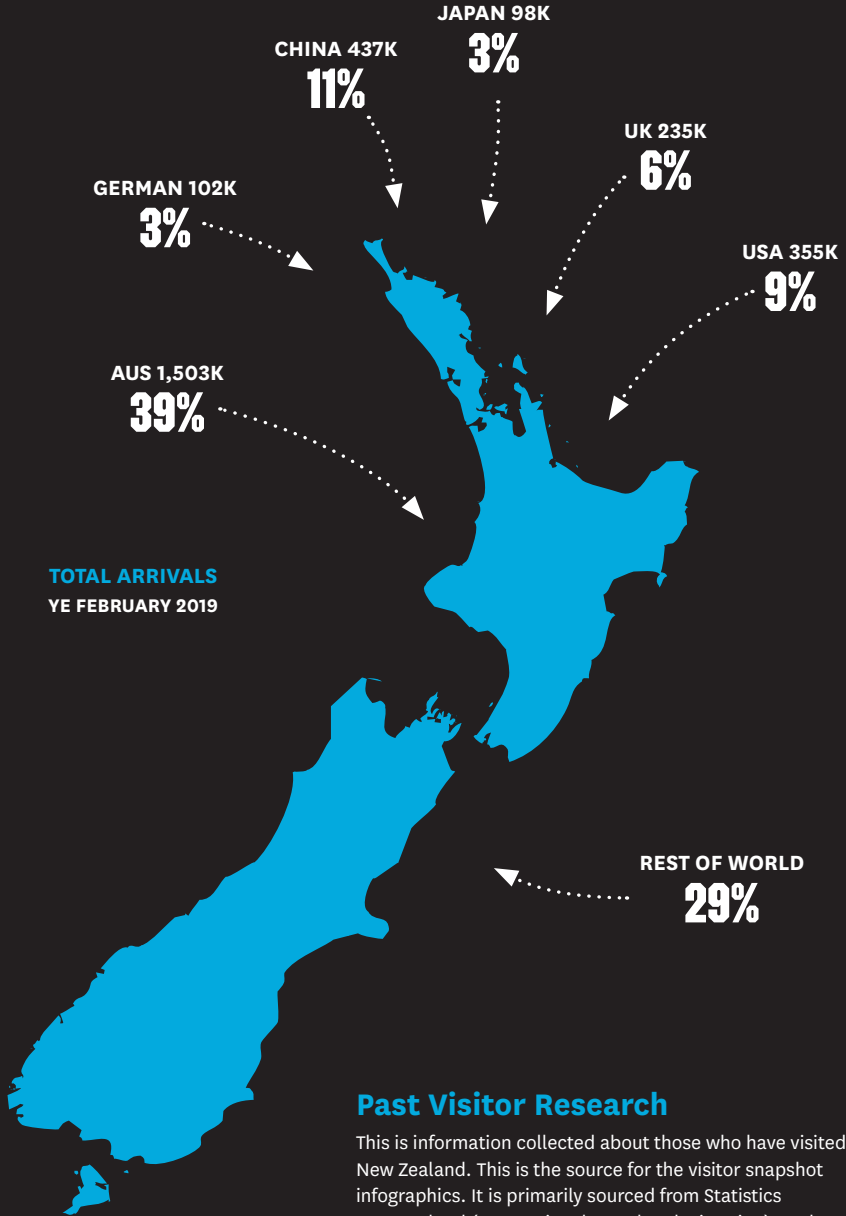 JAPAN 98K
3%
CHINA 437K
11%
UK 235K
6%
GERMAN 102K
3%
USA 355K
9%
AUS 1,503K
39%
TOTAL ARRIVALS
YE FEBRUARY 2019
REST OF WORLD
29%
Past Visitor Research
This is information collected about those who have visited
New Zealand. This is the source for the visitor snapshot
infographics. It is primarily sourced from Statistics